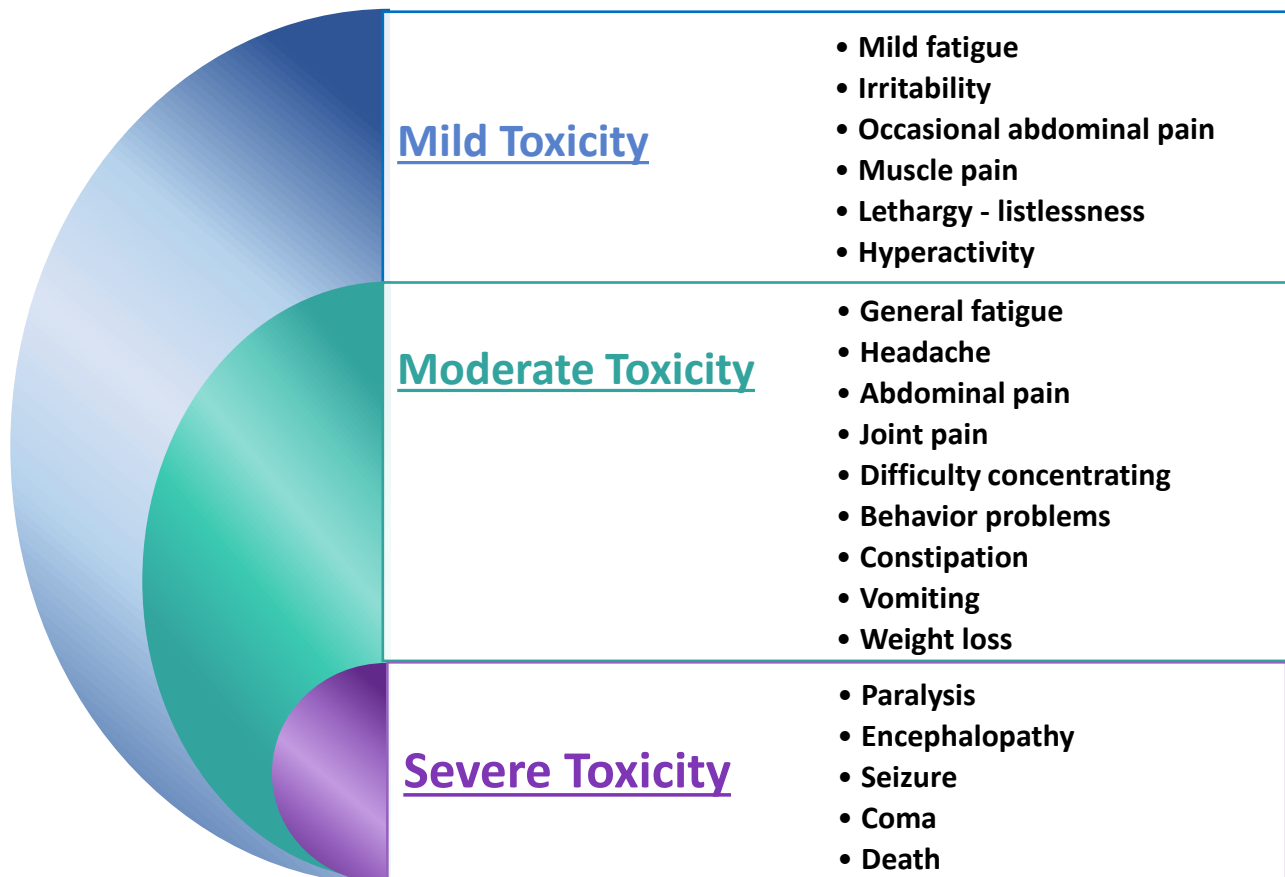 Mild Toxicity
• Mild fatigue
• Irritability
• Occasional abdominal pain
• Muscle pain
• Lethargy - listlessness
• Hyperactivity
Moderate Toxicity
• General fatigue
• Headache
• Abdominal pain
• Joint pain
• Difficulty concentrating
• Behavior problems
• Constipation
• Vomiting
• Weight loss
Severe Toxicity
• Paralysis
• Encephalopathy
• Seizure
• Coma
• Death